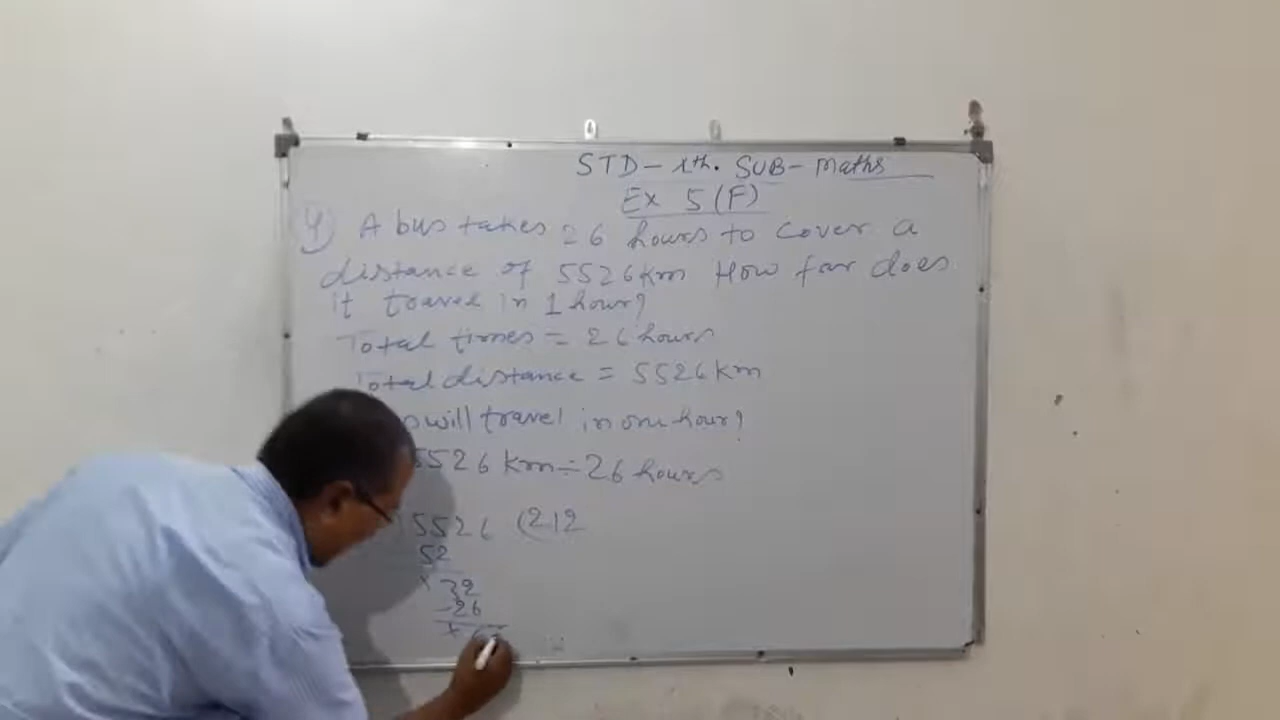 STD - 4th. SUB - Maths
Ex 5 (F)
4) A bus takes 26 hours to cover a
distance of 5526 km How far does
it travel in 1 hour?
Total times = 26 hours
Total distance = 5526 km
will travel in one hour?
5526 km ÷ 26 hours
5526 (212
52
× 32
-26
× 6